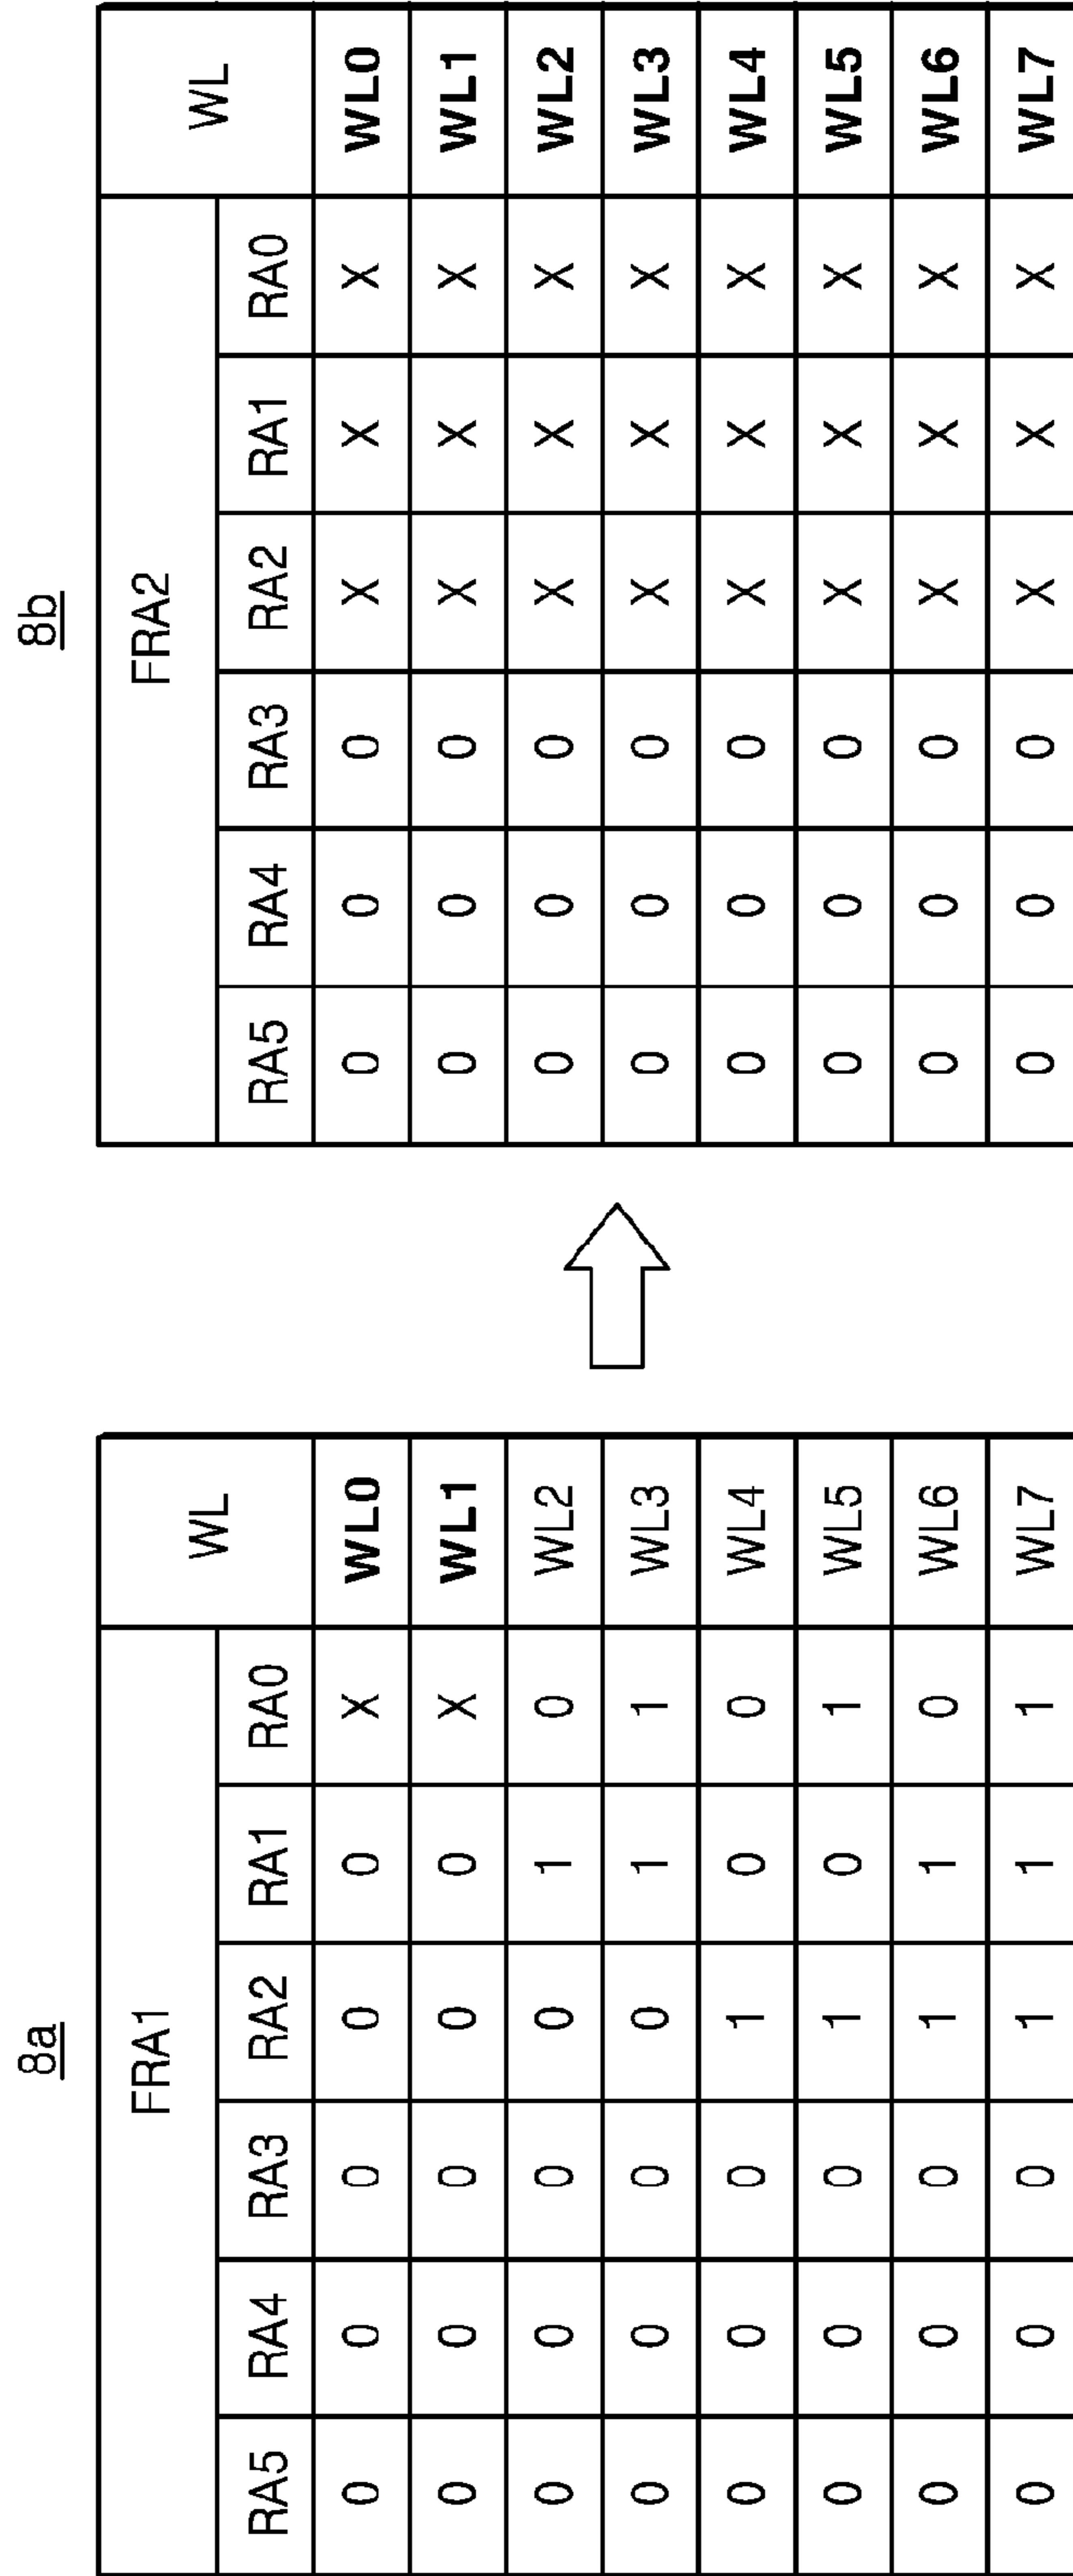 8a
FRA1 WL
RA5 RA4 RA3 RA2 RA1 RA0
0 0 0 0 0 X WL0
0 0 0 0 0 X WL1
0 0 0 0 1 0 WL2
0 0 0 0 1 1 WL3
0 0 0 1 0 0 WL4
0 0 0 1 0 1 WL5
0 0 0 1 1 0 WL6
0 0 0 1 1 1 WL7
8b
FRA2 WL
RA5 RA4 RA3 RA2 RA1 RA0
0 0 0 X X X WL0
0 0 0 X X X WL1
0 0 0 X X X WL2
0 0 0 X X X WL3
0 0 0 X X X WL4
0 0 0 X X X WL5
0 0 0 X X X WL6
0 0 0 X X X WL7